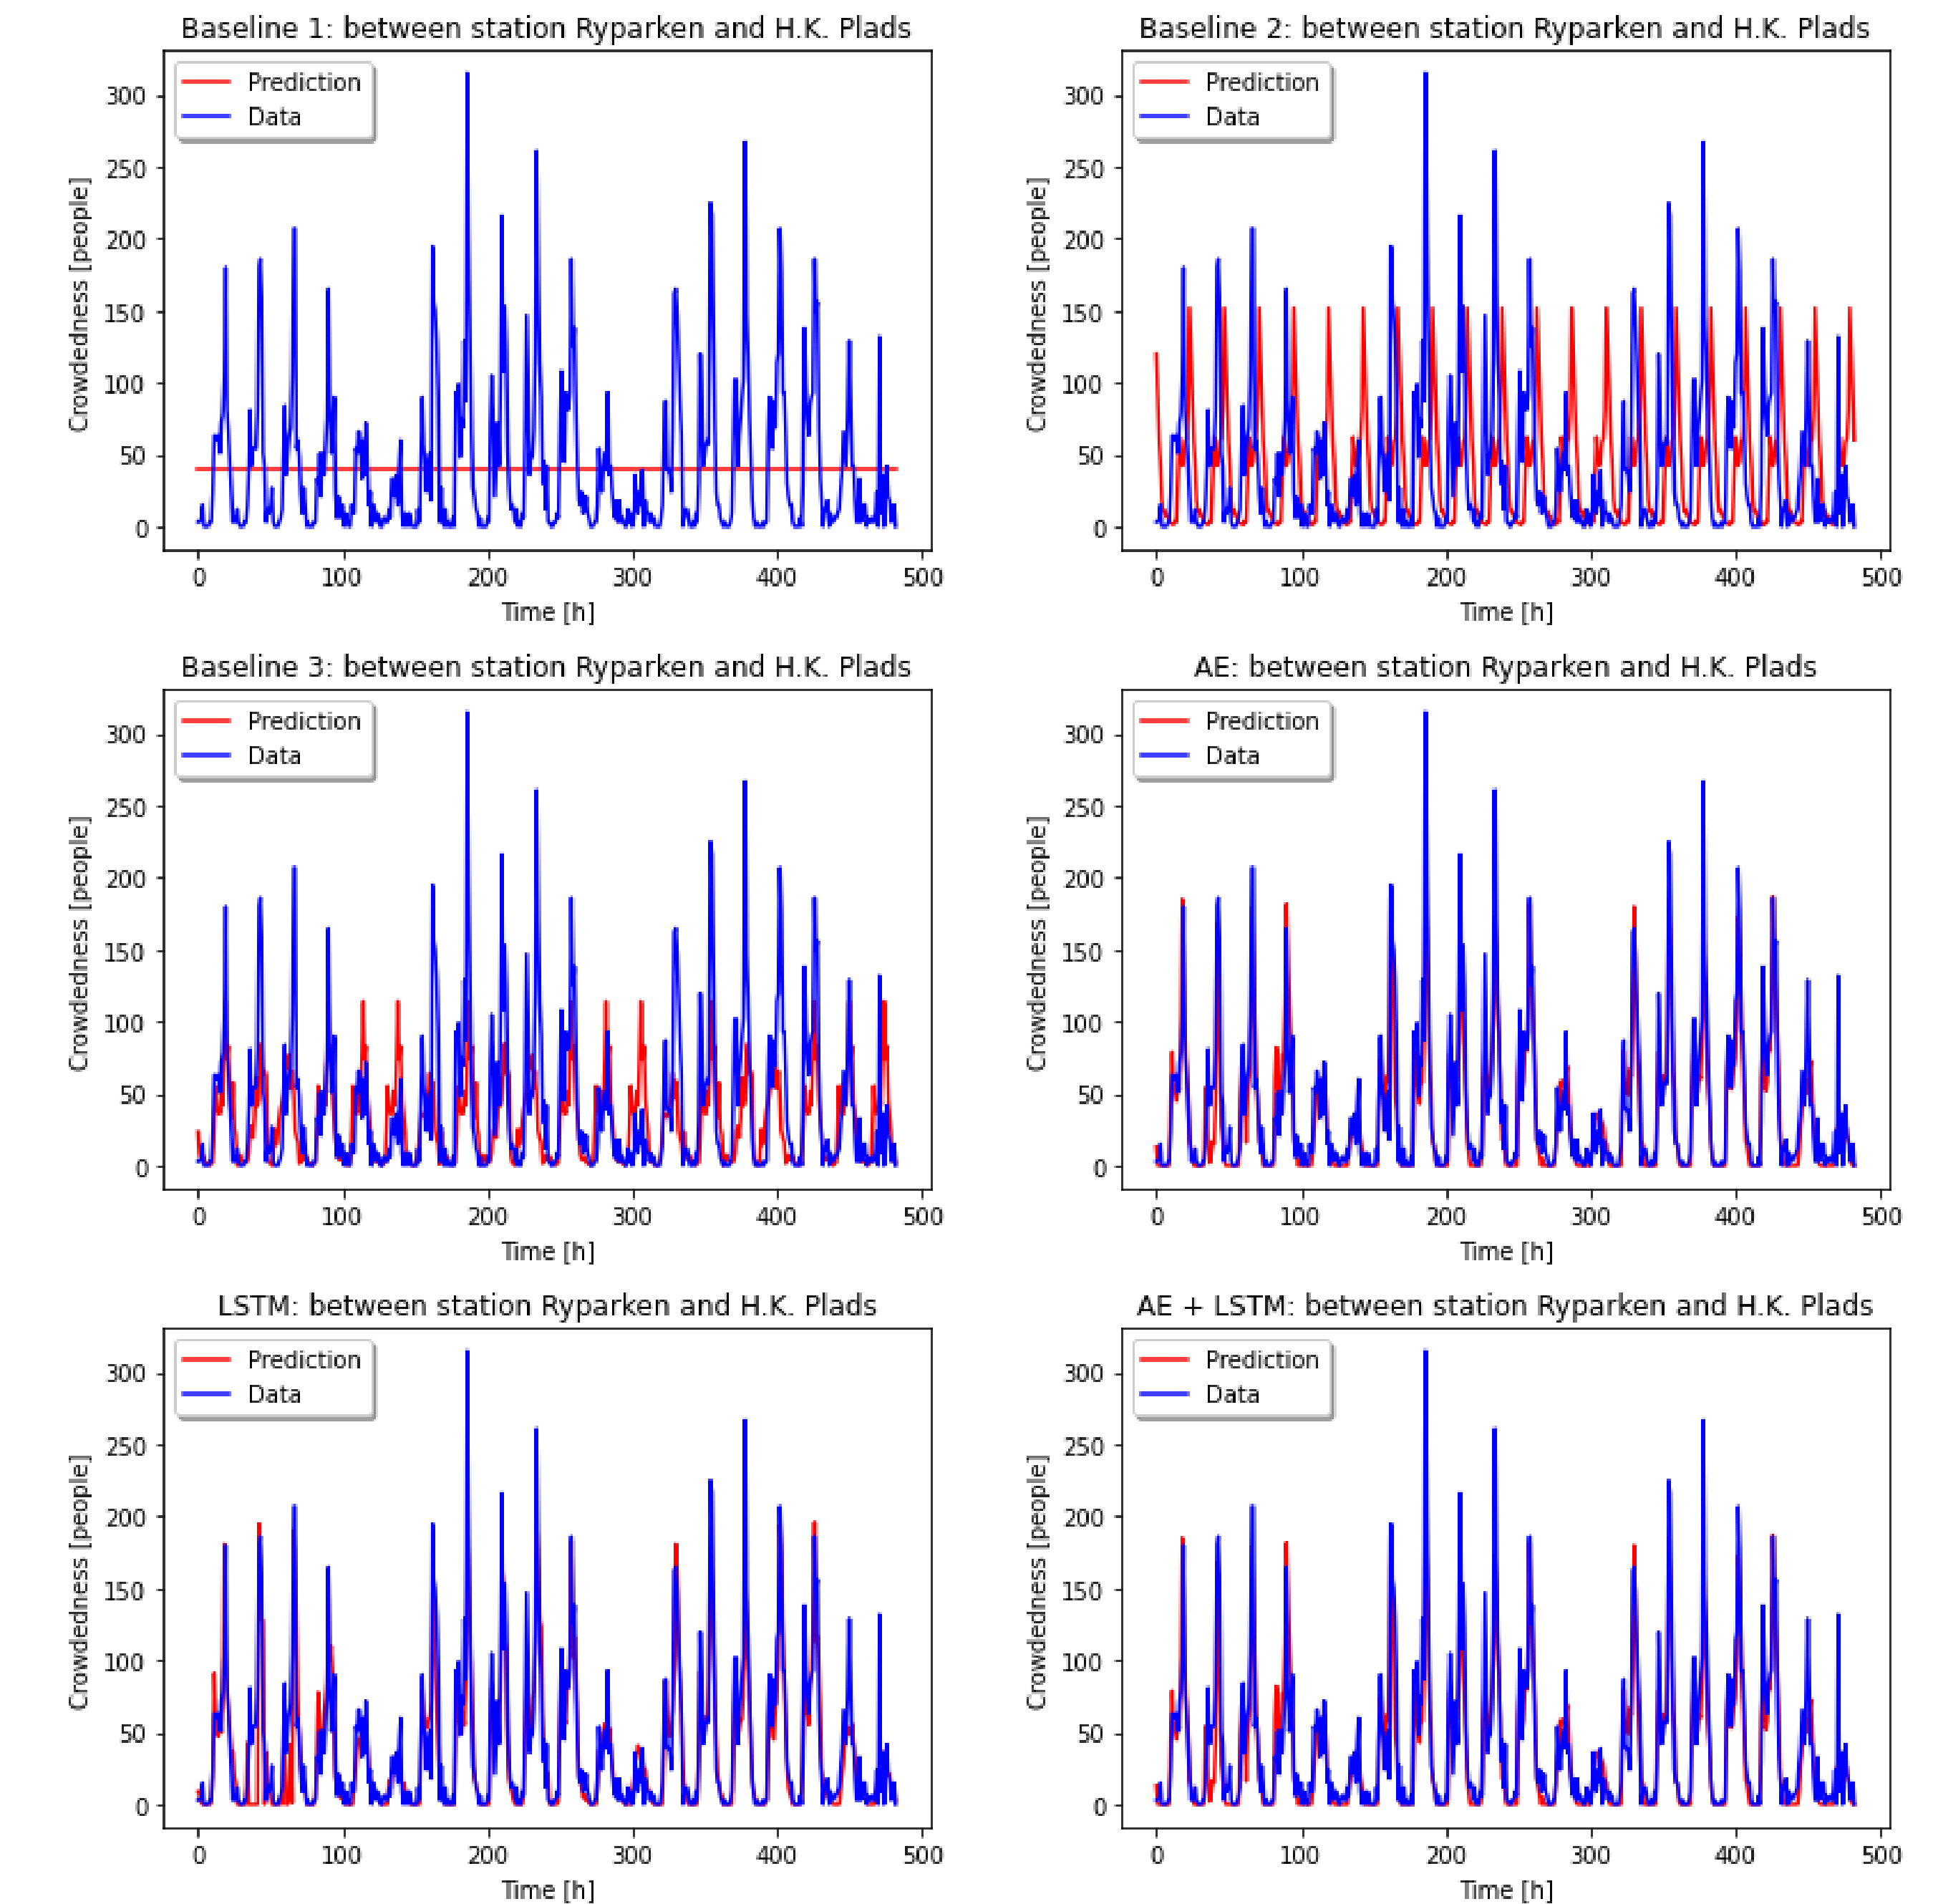 Baseline 1: between station Ryparken and H.K. Plads
Prediction
Data
Crowdedness [people]
300
250
200
150
100
50
0
0 100 200 300 400 500
Time [h]
Baseline 2: between station Ryparken and H.K. Plads
Prediction
Data
Crowdedness [people]
300
250
200
150
100
50
0
0 100 200 300 400 500
Time [h]
Baseline 3: between station Ryparken and H.K. Plads
Prediction
Data
Crowdedness [people]
300
250
200
150
100
50
0
0 100 200 300 400 500
Time [h]
AE: between station Ryparken and H.K. Plads
Prediction
Data
Crowdedness [people]
300
250
200
150
100
50
0
0 100 200 300 400 500
Time [h]
LSTM: between station Ryparken and H.K. Plads
Prediction
Data
Crowdedness [people]
300
250
200
150
100
50
0
0 100 200 300 400 500
Time [h]
AE + LSTM: between station Ryparken and H.K. Plads
Prediction
Data
Crowdedness [people]
300
250
200
150
100
50
0
0 100 200 300 400 500
Time [h]